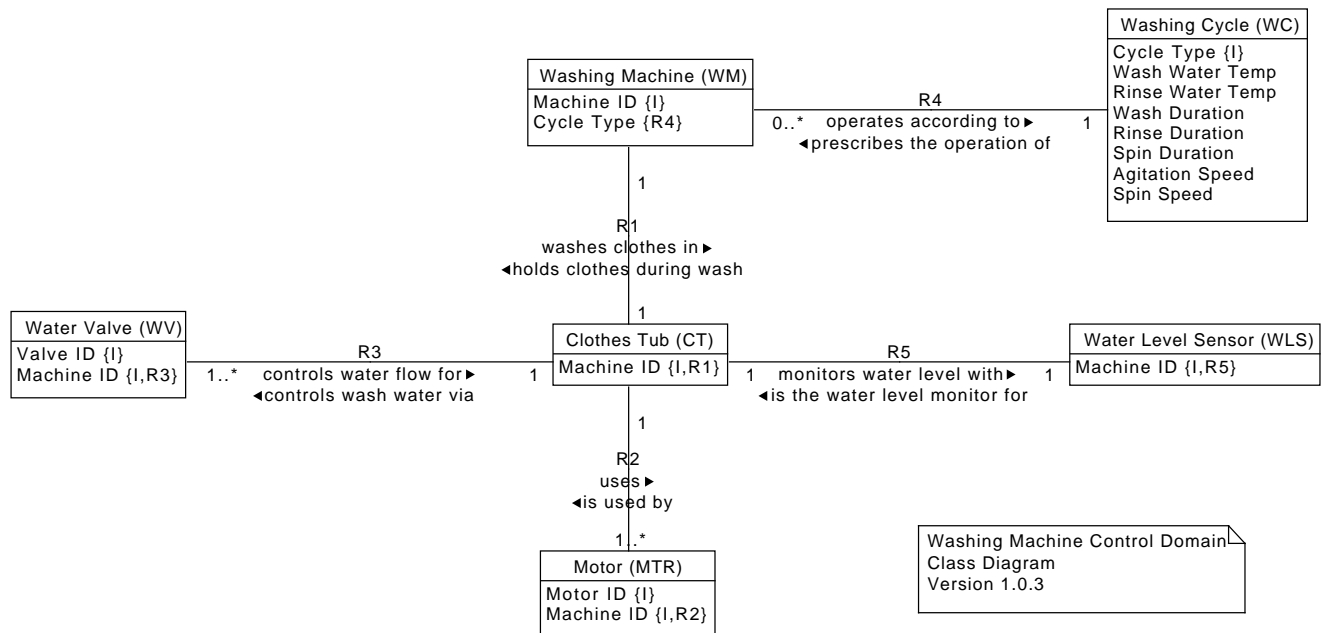 Washing Cycle (WC)
Cycle Type {I}
Wash Water Temp
Rinse Water Temp
Wash Duration
Rinse Duration
Spin Duration
Agitation Speed
Spin Speed
Washing Machine (WM)
Machine ID {I}
Cycle Type {R4}
R4
0..* operates according to ▶ 1
◀prescribes the operation of
1
R1
washes clothes in ▶
◀holds clothes during wash
1
Water Valve (WV)
Valve ID {I}
Machine ID {I,R3}
R3
1..* controls water flow for▶ 1
◀controls wash water via
Clothes Tub (CT)
Machine ID {I,R1}
R5
1 monitors water level with▶ 1
◀is the water level monitor for
Water Level Sensor (WLS)
Machine ID {I,R5}
1
R2
uses ▶
◀is used by
1..*
Motor (MTR)
Motor ID {I}
Machine ID {I,R2}
Washing Machine Control Domain
Class Diagram
Version 1.0.3